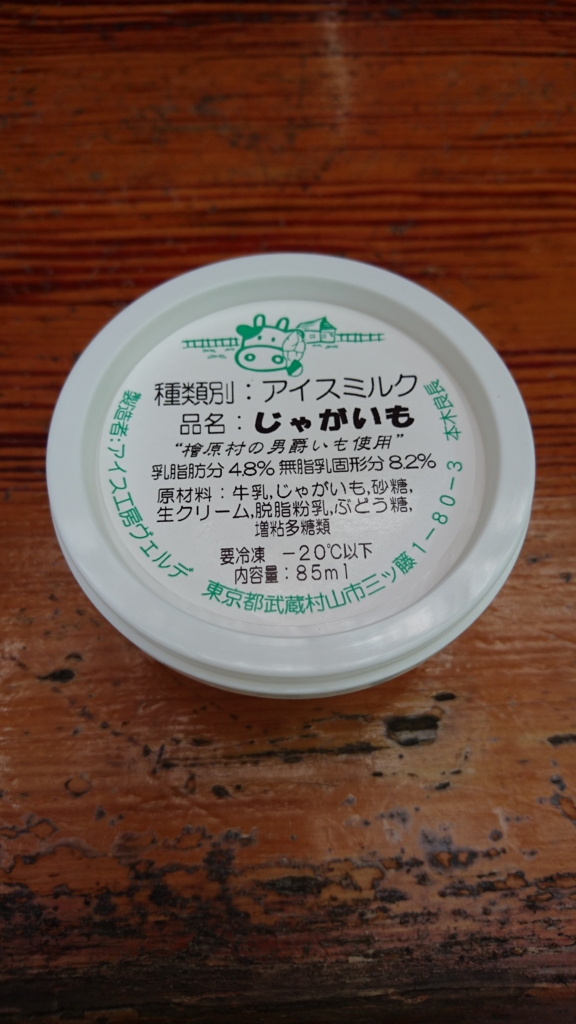 種類別：アイスミルク
品名：じゃがいも
“檜原村の男爵いも使用”
乳脂肪分 4.8% 無脂乳固形分 8.2%
原材料：牛乳,じゃがいも,砂糖,
生クリーム,脱脂粉乳,ぶどう糖,
増粘多糖類
要冷凍 －20℃以下
内容量：85ml
製造者：アイス工房ヴェルデ 東京都武蔵村山市三ツ藤1－80－3 本木良長